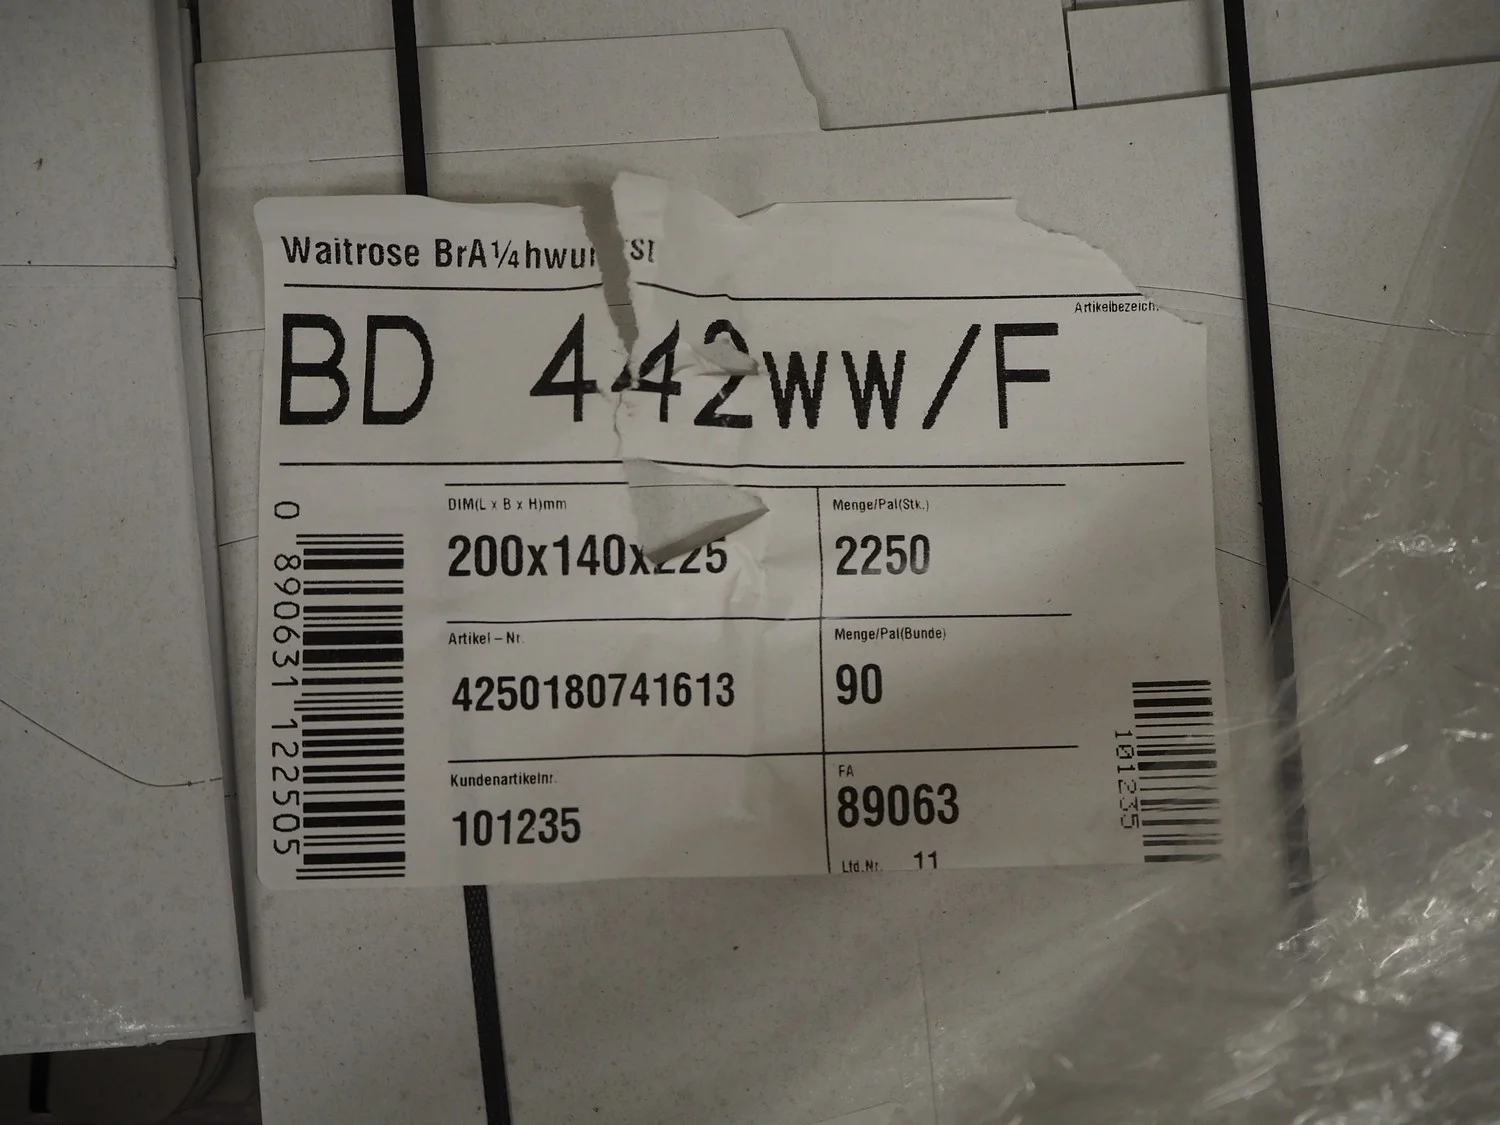 Waitrose BrA¼hwurst
Artikelbezeich.
BD 442ww/F
DIM(L x B x H)mm
200x140x225
Menge/Pal(Stk.)
2250
Artikel-Nr.
4250180741613
Menge/Pal(Bunde)
90
Kundenartikelnr.
101235
FA
89063
Lfd.Nr. 11
0 890631 122505
101235